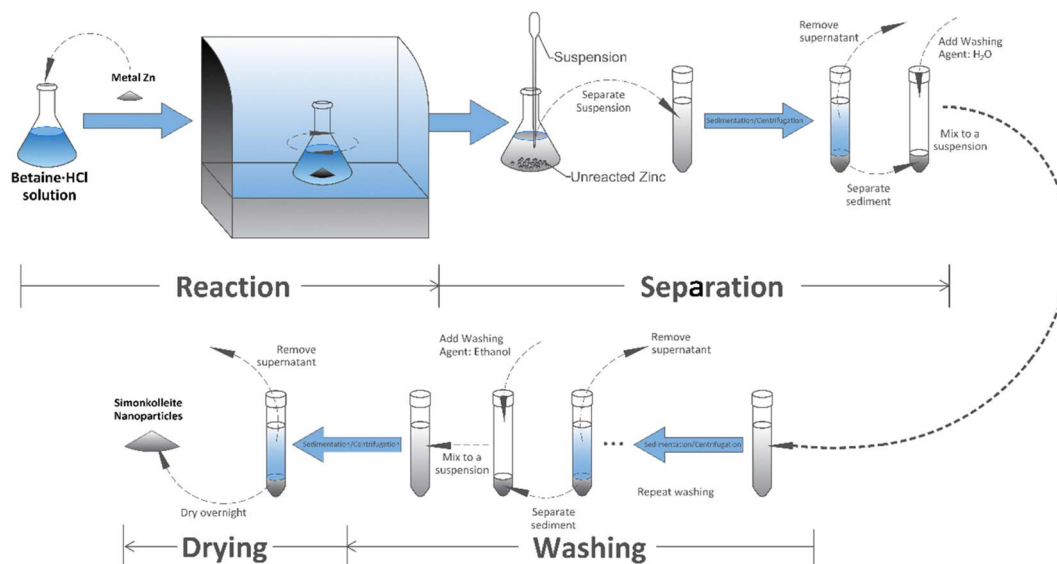 Metal Zn
Betaine·HCl
solution
Suspension
Separate
Suspension
Unreacted Zinc
Sedimentation/Centrifugation
Remove
supernatant
Add Washing
Agent: H₂O
Mix to a
suspension
Separate
sediment
Reaction
Separation
Remove
supernatant
Simonkolleite
Nanoparticles
Dry overnight
Sedimentation/Centrifugation
Add Washing
Agent: Ethanol
Mix to a
suspension
Separate
sediment
Remove
supernatant
...
Sedimentation/Centrifugation
Repeat washing
Drying
Washing